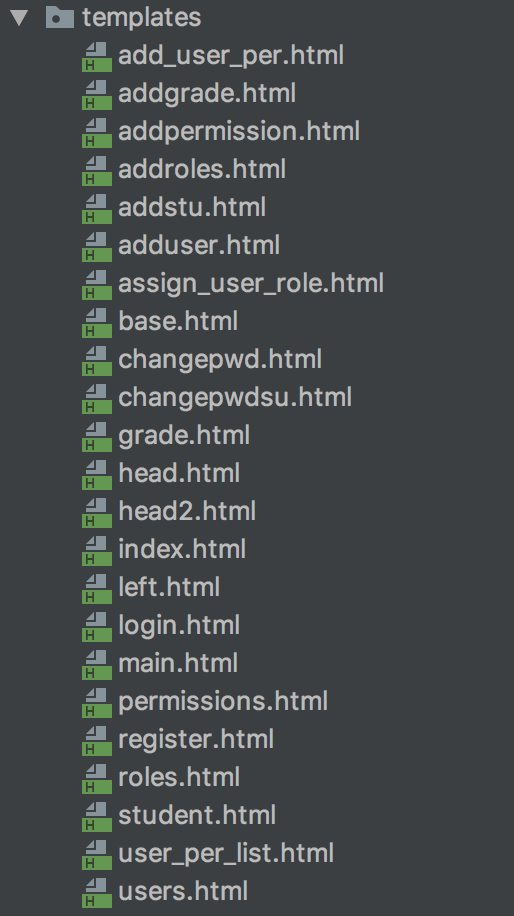 templates
H add_user_per.html
H addgrade.html
H addpermission.html
H addroles.html
H addstu.html
H adduser.html
H assign_user_role.html
H base.html
H changepwd.html
H changepwdsu.html
H grade.html
H head.html
H head2.html
H index.html
H left.html
H login.html
H main.html
H permissions.html
H register.html
H roles.html
H student.html
H user_per_list.html
H users.html